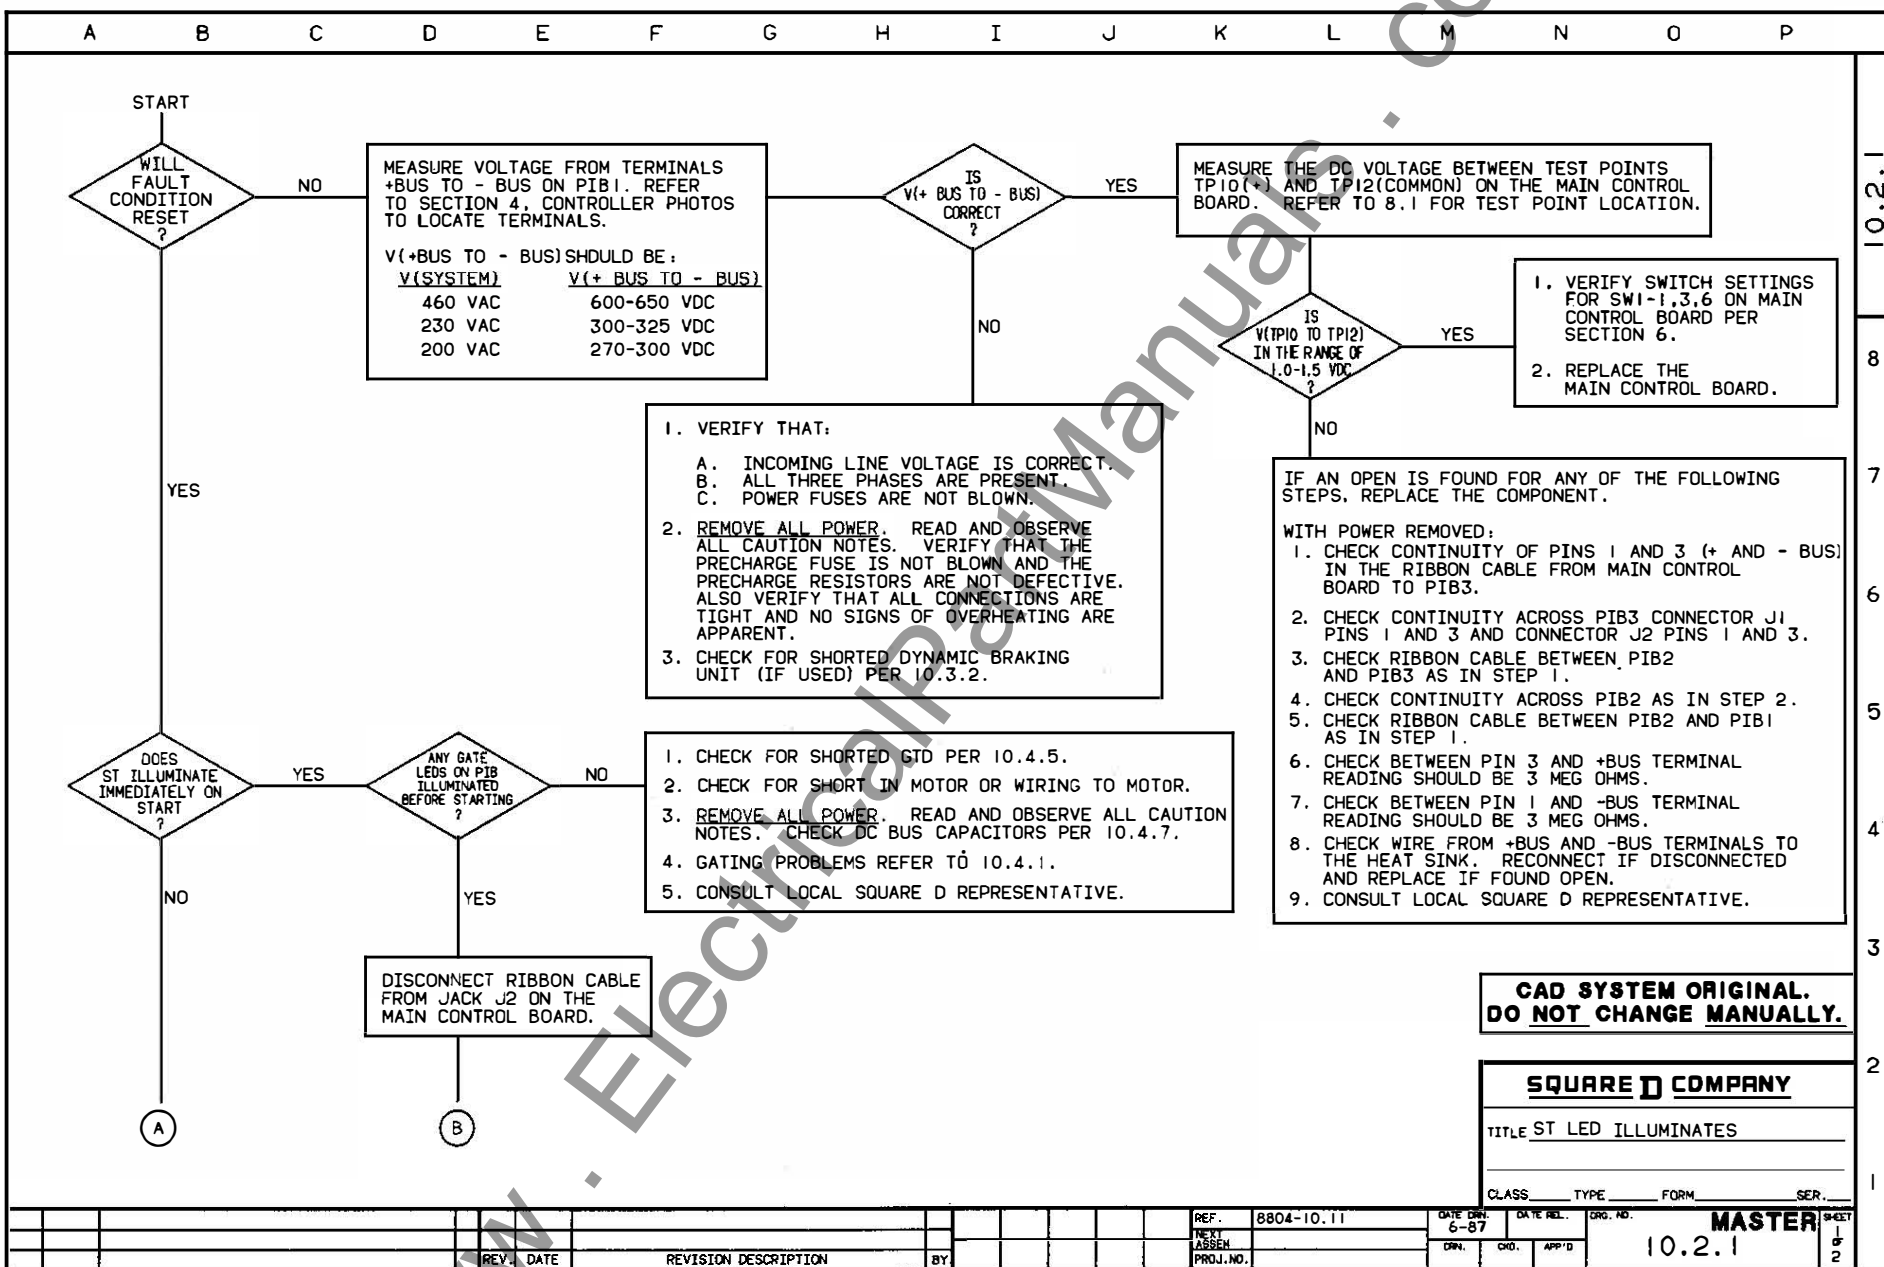 A B C D E F G H I J K L M N O P
START
WILL
FAULT
CONDITION
RESET
?
NO
MEASURE VOLTAGE FROM TERMINALS
+BUS TO - BUS ON PIB1. REFER
TO SECTION 4, CONTROLLER PHOTOS
TO LOCATE TERMINALS.
V(+BUS TO - BUS) SHOULD BE:
V(SYSTEM) V(+ BUS TO - BUS)
460 VAC 600-650 VDC
230 VAC 300-325 VDC
200 VAC 270-300 VDC
IS
V(+ BUS TO - BUS)
CORRECT
?
YES
MEASURE THE DC VOLTAGE BETWEEN TEST POINTS
TP10(+) AND TP12(COMMON) ON THE MAIN CONTROL
BOARD. REFER TO 8.1 FOR TEST POINT LOCATION.
NO
IS
V(TP10 TO TP12)
IN THE RANGE OF
1.0-1.5 VDC
?
YES
1. VERIFY SWITCH SETTINGS
FOR SW1-1,3,6 ON MAIN
CONTROL BOARD PER
SECTION 6.
2. REPLACE THE
MAIN CONTROL BOARD.
NO
1. VERIFY THAT:
A. INCOMING LINE VOLTAGE IS CORRECT.
B. ALL THREE PHASES ARE PRESENT.
C. POWER FUSES ARE NOT BLOWN.
2. REMOVE ALL POWER. READ AND OBSERVE
ALL CAUTION NOTES. VERIFY THAT THE
PRECHARGE FUSE IS NOT BLOWN AND THE
PRECHARGE RESISTORS ARE NOT DEFECTIVE.
ALSO VERIFY THAT ALL CONNECTIONS ARE
TIGHT AND NO SIGNS OF OVERHEATING ARE
APPARENT.
3. CHECK FOR SHORTED DYNAMIC BRAKING
UNIT (IF USED) PER 10.3.2.
IF AN OPEN IS FOUND FOR ANY OF THE FOLLOWING
STEPS, REPLACE THE COMPONENT.
WITH POWER REMOVED:
1. CHECK CONTINUITY OF PINS 1 AND 3 (+ AND - BUS)
IN THE RIBBON CABLE FROM MAIN CONTROL
BOARD TO PIB3.
2. CHECK CONTINUITY ACROSS PIB3 CONNECTOR J1
PINS 1 AND 3 AND CONNECTOR J2 PINS 1 AND 3.
3. CHECK RIBBON CABLE BETWEEN PIB2
AND PIB3 AS IN STEP 1.
4. CHECK CONTINUITY ACROSS PIB2 AS IN STEP 2.
5. CHECK RIBBON CABLE BETWEEN PIB2 AND PIB1
AS IN STEP 1.
6. CHECK BETWEEN PIN 3 AND +BUS TERMINAL
READING SHOULD BE 3 MEG OHMS.
7. CHECK BETWEEN PIN 1 AND -BUS TERMINAL
READING SHOULD BE 3 MEG OHMS.
8. CHECK WIRE FROM +BUS AND -BUS TERMINALS TO
THE HEAT SINK. RECONNECT IF DISCONNECTED
AND REPLACE IF FOUND OPEN.
9. CONSULT LOCAL SQUARE D REPRESENTATIVE.
YES
DOES
ST ILLUMINATE
IMMEDIATELY ON
START
?
YES
ANY GATE
LEDS ON PIB
ILLUMINATED
BEFORE STARTING
?
NO
1. CHECK FOR SHORTED GTD PER 10.4.5.
2. CHECK FOR SHORT IN MOTOR OR WIRING TO MOTOR.
3. REMOVE ALL POWER. READ AND OBSERVE ALL CAUTION
NOTES. CHECK DC BUS CAPACITORS PER 10.4.7.
4. GATING PROBLEMS REFER TO 10.4.1.
5. CONSULT LOCAL SQUARE D REPRESENTATIVE.
NO
YES
DISCONNECT RIBBON CABLE
FROM JACK J2 ON THE
MAIN CONTROL BOARD.
A
B
10.2.1
8
7
6
5
4
3
2
1
CAD SYSTEM ORIGINAL.
DO NOT CHANGE MANUALLY.
SQUARE D COMPANY
TITLE ST LED ILLUMINATES
CLASS TYPE FORM SER.
REV. DATE REVISION DESCRIPTION BY
REF. 8804-10.11
NEXT
ASSEM
PROJ.NO.
DATE DRN. 6-87
DATE REL.
DRN. CKD. APP'D
DRG. NO.
MASTER
10.2.1
SHEET
1
OF
2
w . ElectricalPartManuals . co